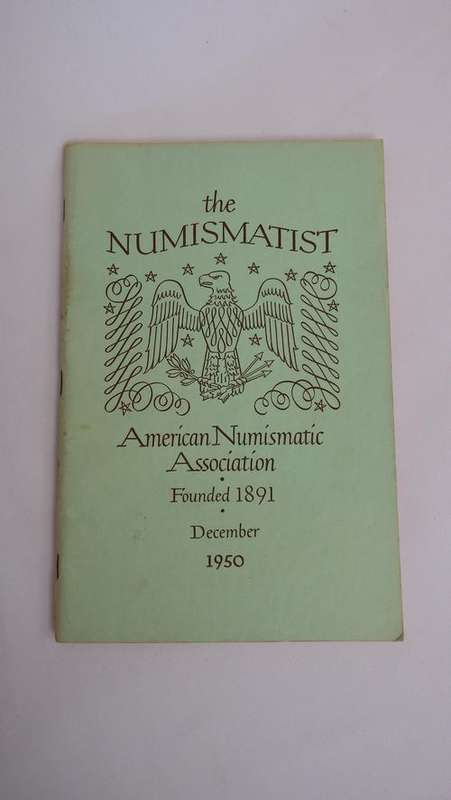 the
NUMISMATIST
American Numismatic
Association
Founded 1891
December
1950